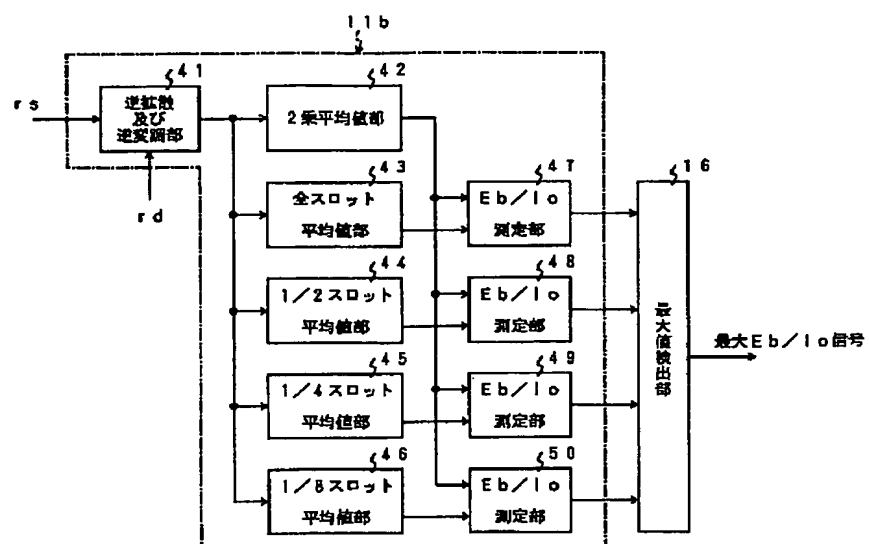 １１ｂ
４１
ｒｓ
逆拡散
及び
逆変調部
ｒｄ
４２
２乗平均値部
４３
全スロット
平均値部
４４
１／２スロット
平均値部
４５
１／４スロット
平均値部
４６
１／８スロット
平均値部
４７
Ｅｂ／Ｉｏ
測定部
４８
Ｅｂ／Ｉｏ
測定部
４９
Ｅｂ／Ｉｏ
測定部
５０
Ｅｂ／Ｉｏ
測定部
１６
最大値検出部
最大Ｅｂ／Ｉｏ信号